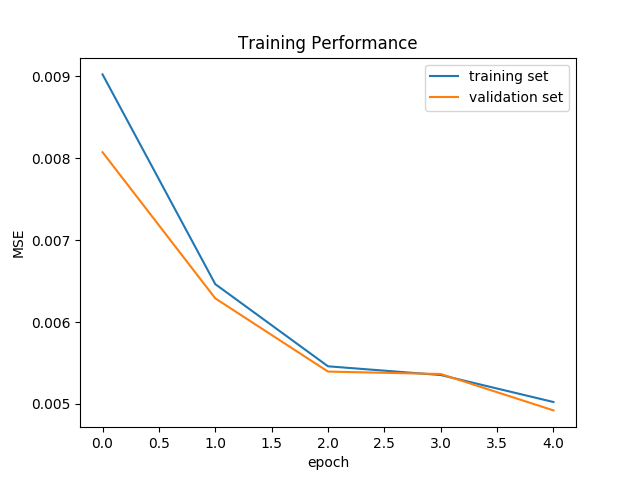 Training Performance
training set
validation set
0.009
0.008
0.007
0.006
0.005
MSE
0.0 0.5 1.0 1.5 2.0 2.5 3.0 3.5 4.0
epoch